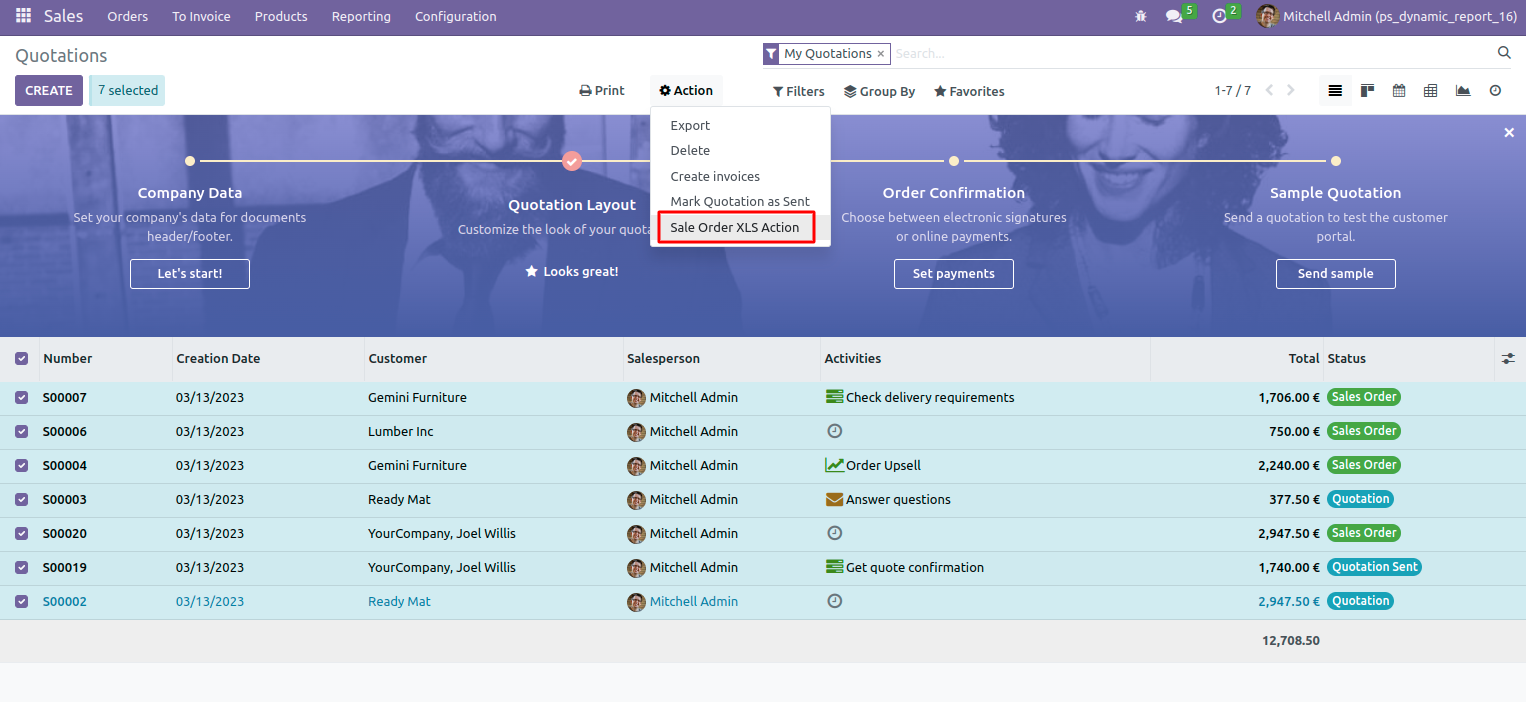 Sales Orders To Invoice Products Reporting Configuration 5 2 Mitchell Admin (ps_dynamic_report_16)
Quotations My Quotations × Search...
CREATE 7 selected Print Action Filters Group By Favorites 1-7 / 7
Export
Delete
Create invoices
Mark Quotation as Sent
Sale Order XLS Action
Company Data
Set your company's data for documents
header/footer.
Let's start!
Quotation Layout
Customize the look of your quota
Looks great!
Order Confirmation
Choose between electronic signatures
or online payments.
Set payments
Sample Quotation
Send a quotation to test the customer
portal.
Send sample
Number Creation Date Customer Salesperson Activities Total Status
S00007 03/13/2023 Gemini Furniture Mitchell Admin Check delivery requirements 1,706.00 € Sales Order
S00006 03/13/2023 Lumber Inc Mitchell Admin 750.00 € Sales Order
S00004 03/13/2023 Gemini Furniture Mitchell Admin Order Upsell 2,240.00 € Sales Order
S00003 03/13/2023 Ready Mat Mitchell Admin Answer questions 377.50 € Quotation
S00020 03/13/2023 YourCompany, Joel Willis Mitchell Admin 2,947.50 € Sales Order
S00019 03/13/2023 YourCompany, Joel Willis Mitchell Admin Get quote confirmation 1,740.00 € Quotation Sent
S00002 03/13/2023 Ready Mat Mitchell Admin 2,947.50 € Quotation
12,708.50